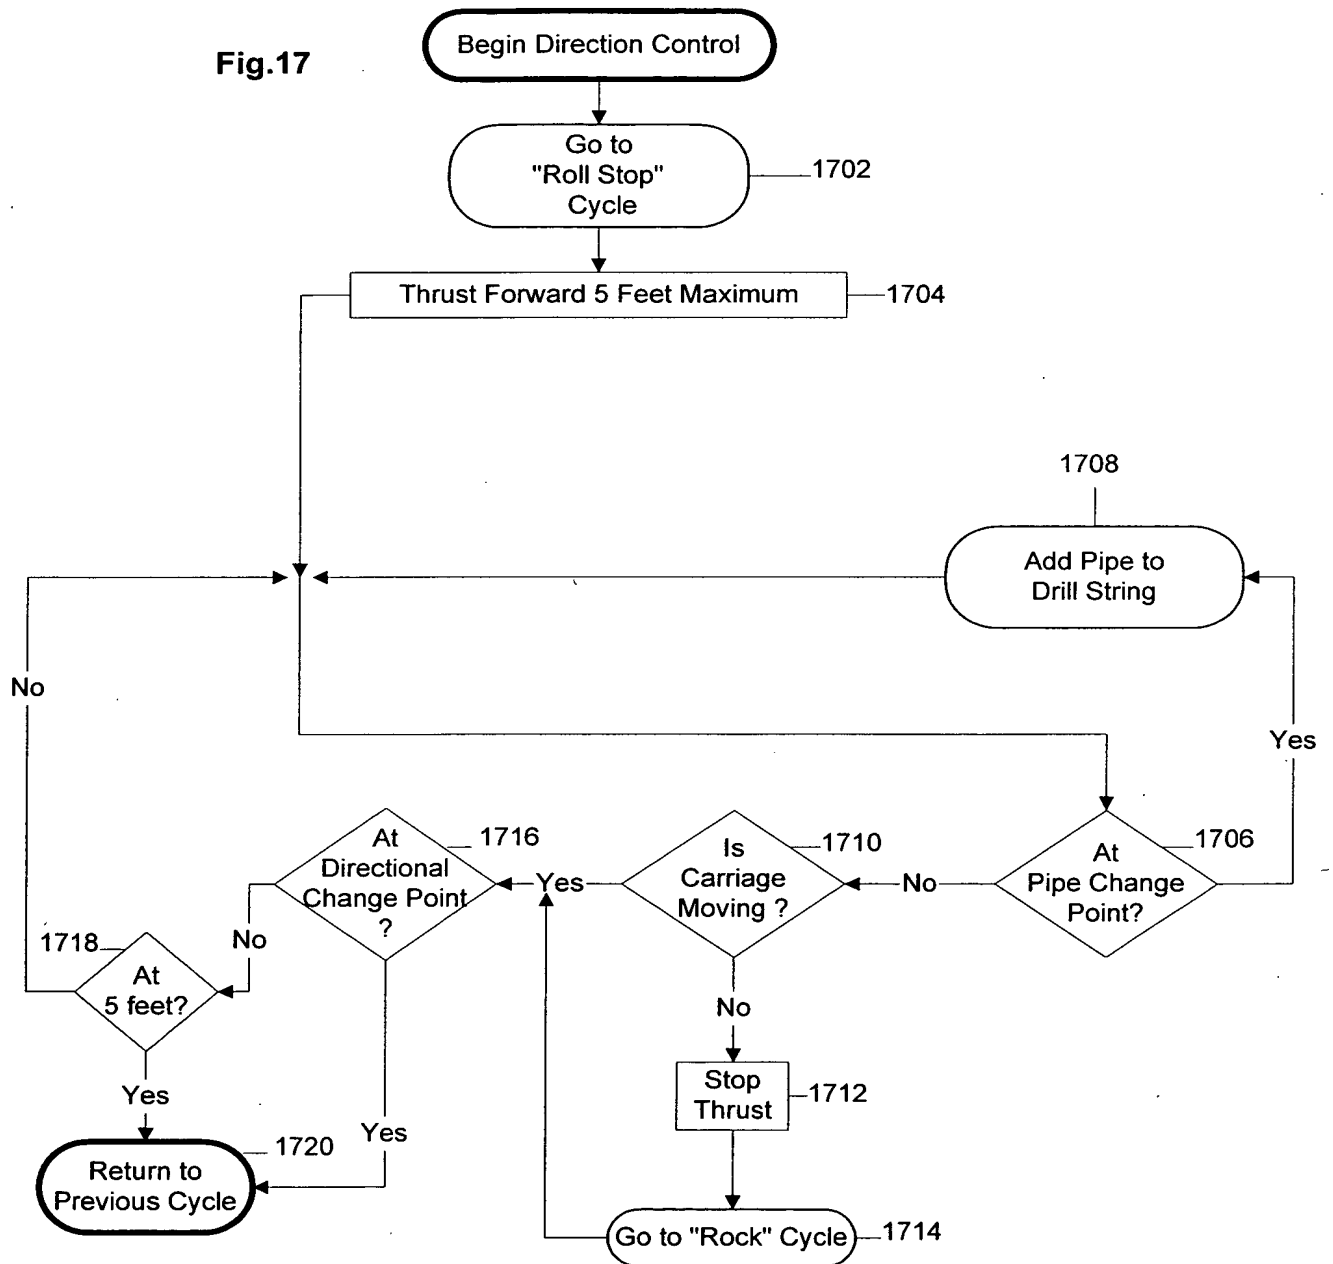 Fig.17
Begin Direction Control
Go to
"Roll Stop"
Cycle
1702
Thrust Forward 5 Feet Maximum
1704
1708
Add Pipe to
Drill String
No
Yes
At
Directional
Change Point
?
1716
Is
Carriage
Moving ?
1710
At
Pipe Change
Point?
1706
Yes
No
1718
At
5 feet?
No
No
Yes
Stop
Thrust
1712
Yes
1720
Return to
Previous Cycle
Go to "Rock" Cycle
1714